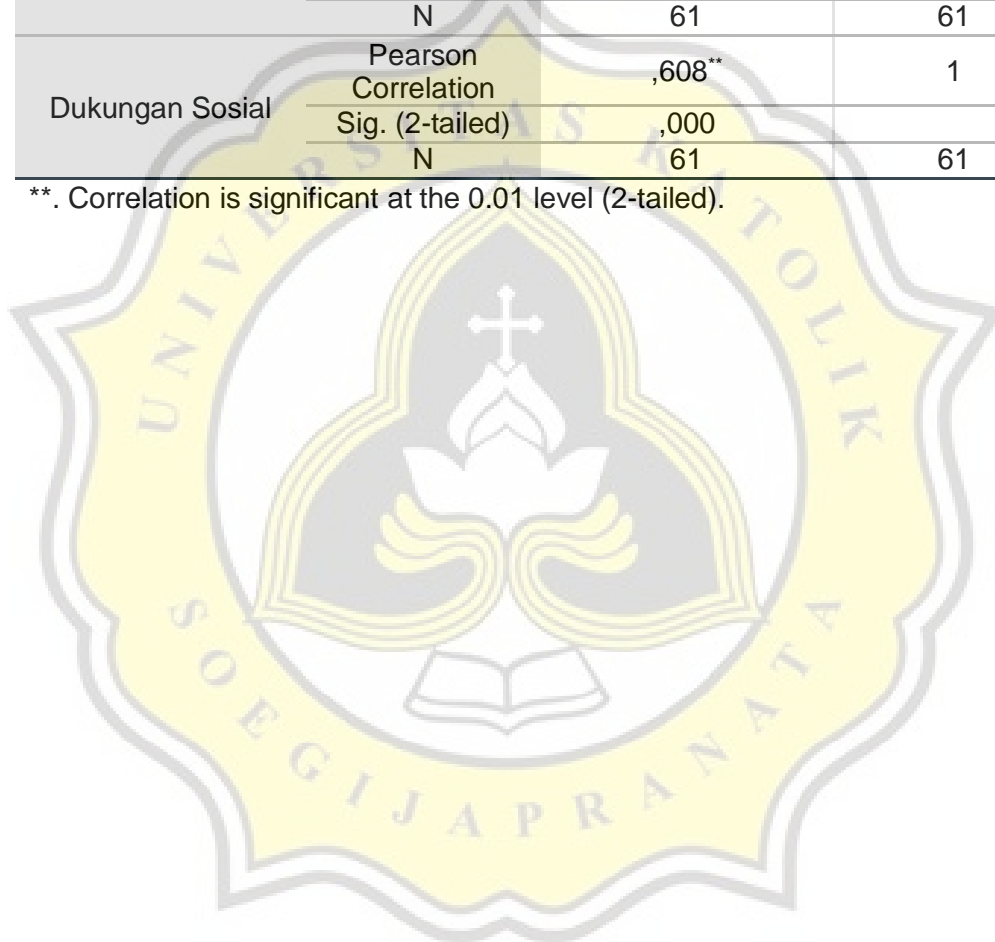 N 61 61
Dukungan Sosial
Pearson Correlation ,608** 1
Sig. (2-tailed) ,000
N 61 61
**. Correlation is significant at the 0.01 level (2-tailed).
UNIVERSITAS KATOLIK
SOEGIJAPRANATA